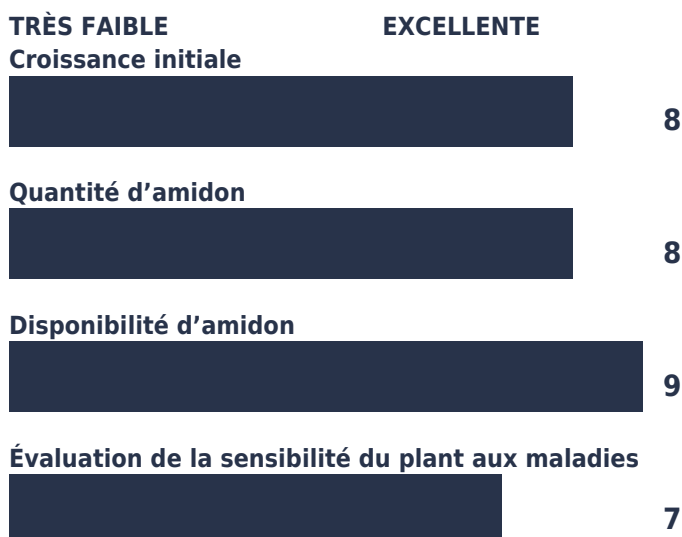 TRÈS FAIBLE EXCELLENTE
Croissance initiale
8
Quantité d’amidon
8
Disponibilité d’amidon
9
Évaluation de la sensibilité du plant aux maladies
7